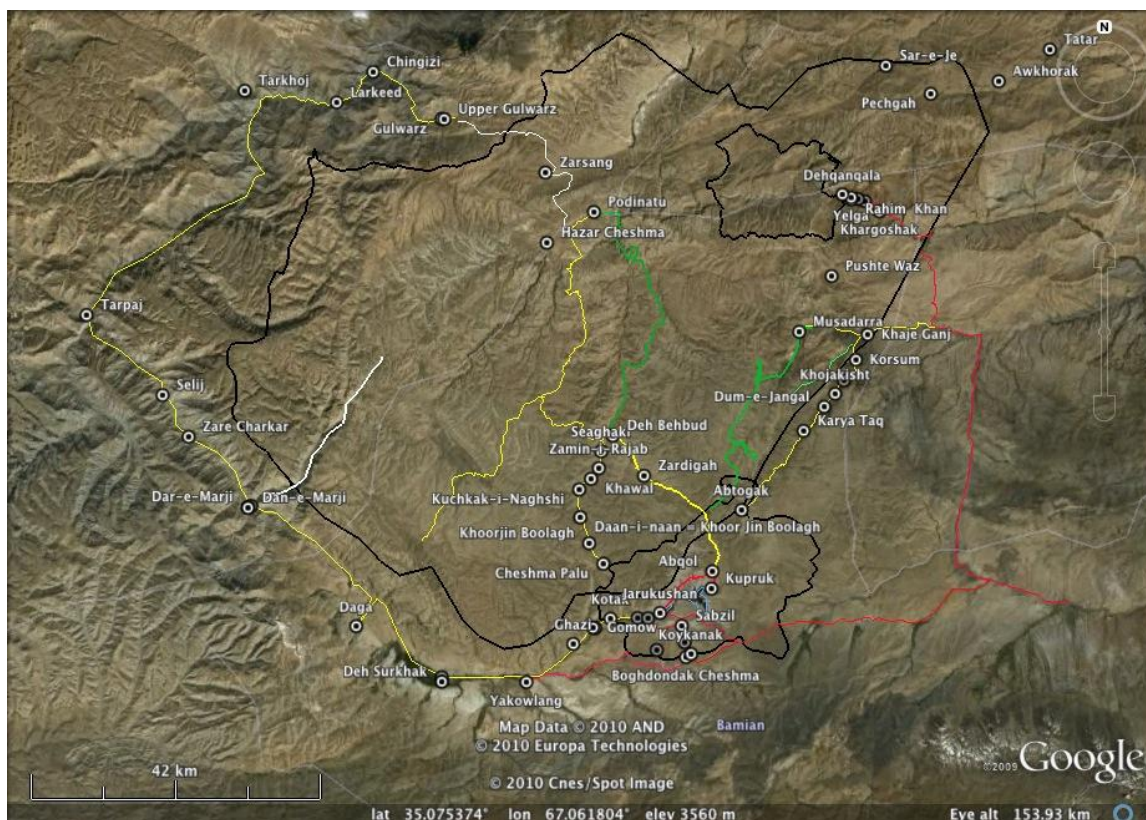 N
Tatar
Sar-e-Je
Awkhorak
Chingizi
Tarkhoj
Larkeed
Pechgah
Upper Gulwarz
Gulwarz
Zarsang
Dehqanqala
Podinatu
Rahim Khan
Yelga
Khargoshak
Hazar Cheshma
Pushte Waz
Tarpaj
Musadarra
Khaje Ganj
Korsum
Khojakisht
Selij
Dum-e-Jangal
Karya Taq
Zare Charkar
Seaghaki
Deh Behbud
Zamin-i-Rajab
Zardigah
Khawal
Abtogak
Dar-e-Marji
Dan-e-Marji
Kuchkak-i-Naghshi
Daan-i-naan = Khoor Jin Boolagh
Khoorjin Boolagh
Abqol
Cheshma Palu
Kupruk
Jarukushan
Kotak
Daga
Sabzil
Ghazi
Gomow
Koykanak
Deh Surkhak
Boghdondak Cheshma
Yakowlang
Map Data © 2010 AND
Bamian
© 2010 Europa Technologies
42 km
© 2010 Cnes/Spot Image
©2009 Google
lat 35.075374° lon 67.061804° elev 3560 m
Eye alt 153.93 km